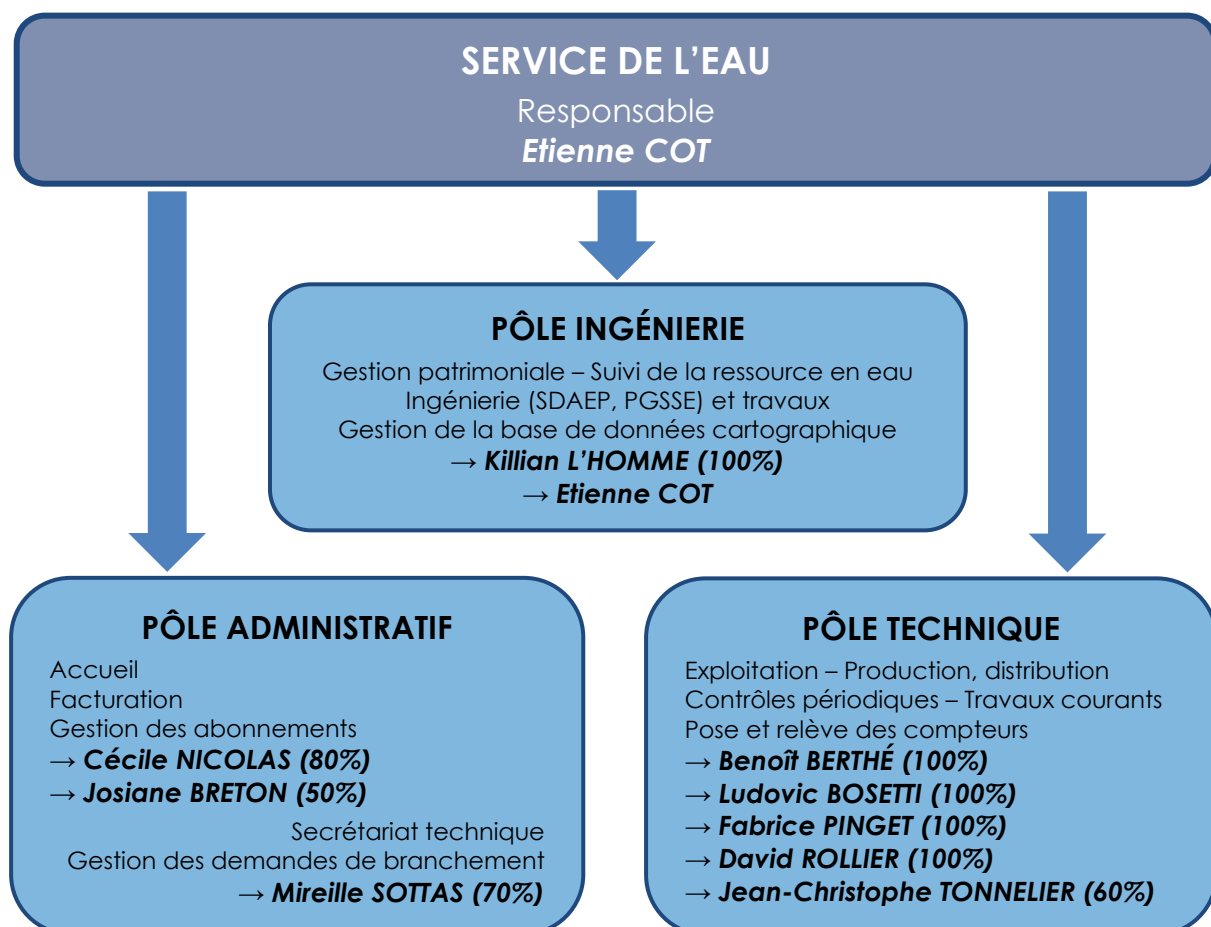 SERVICE DE L’EAU
Responsable
Etienne COT
PÔLE INGÉNIERIE
Gestion patrimoniale – Suivi de la ressource en eau
Ingénierie (SDAEP, PGSSE) et travaux
Gestion de la base de données cartographique
→ Killian L’HOMME (100%)
→ Etienne COT
PÔLE ADMINISTRATIF
Accueil
Facturation
Gestion des abonnements
→ Cécile NICOLAS (80%)
→ Josiane BRETON (50%)
Secrétariat technique
Gestion des demandes de branchement
→ Mireille SOTTAS (70%)
PÔLE TECHNIQUE
Exploitation – Production, distribution
Contrôles périodiques – Travaux courants
Pose et relève des compteurs
→ Benoît BERTHÉ (100%)
→ Ludovic BOSETTI (100%)
→ Fabrice PINGET (100%)
→ David ROLLIER (100%)
→ Jean-Christophe TONNELIER (60%)